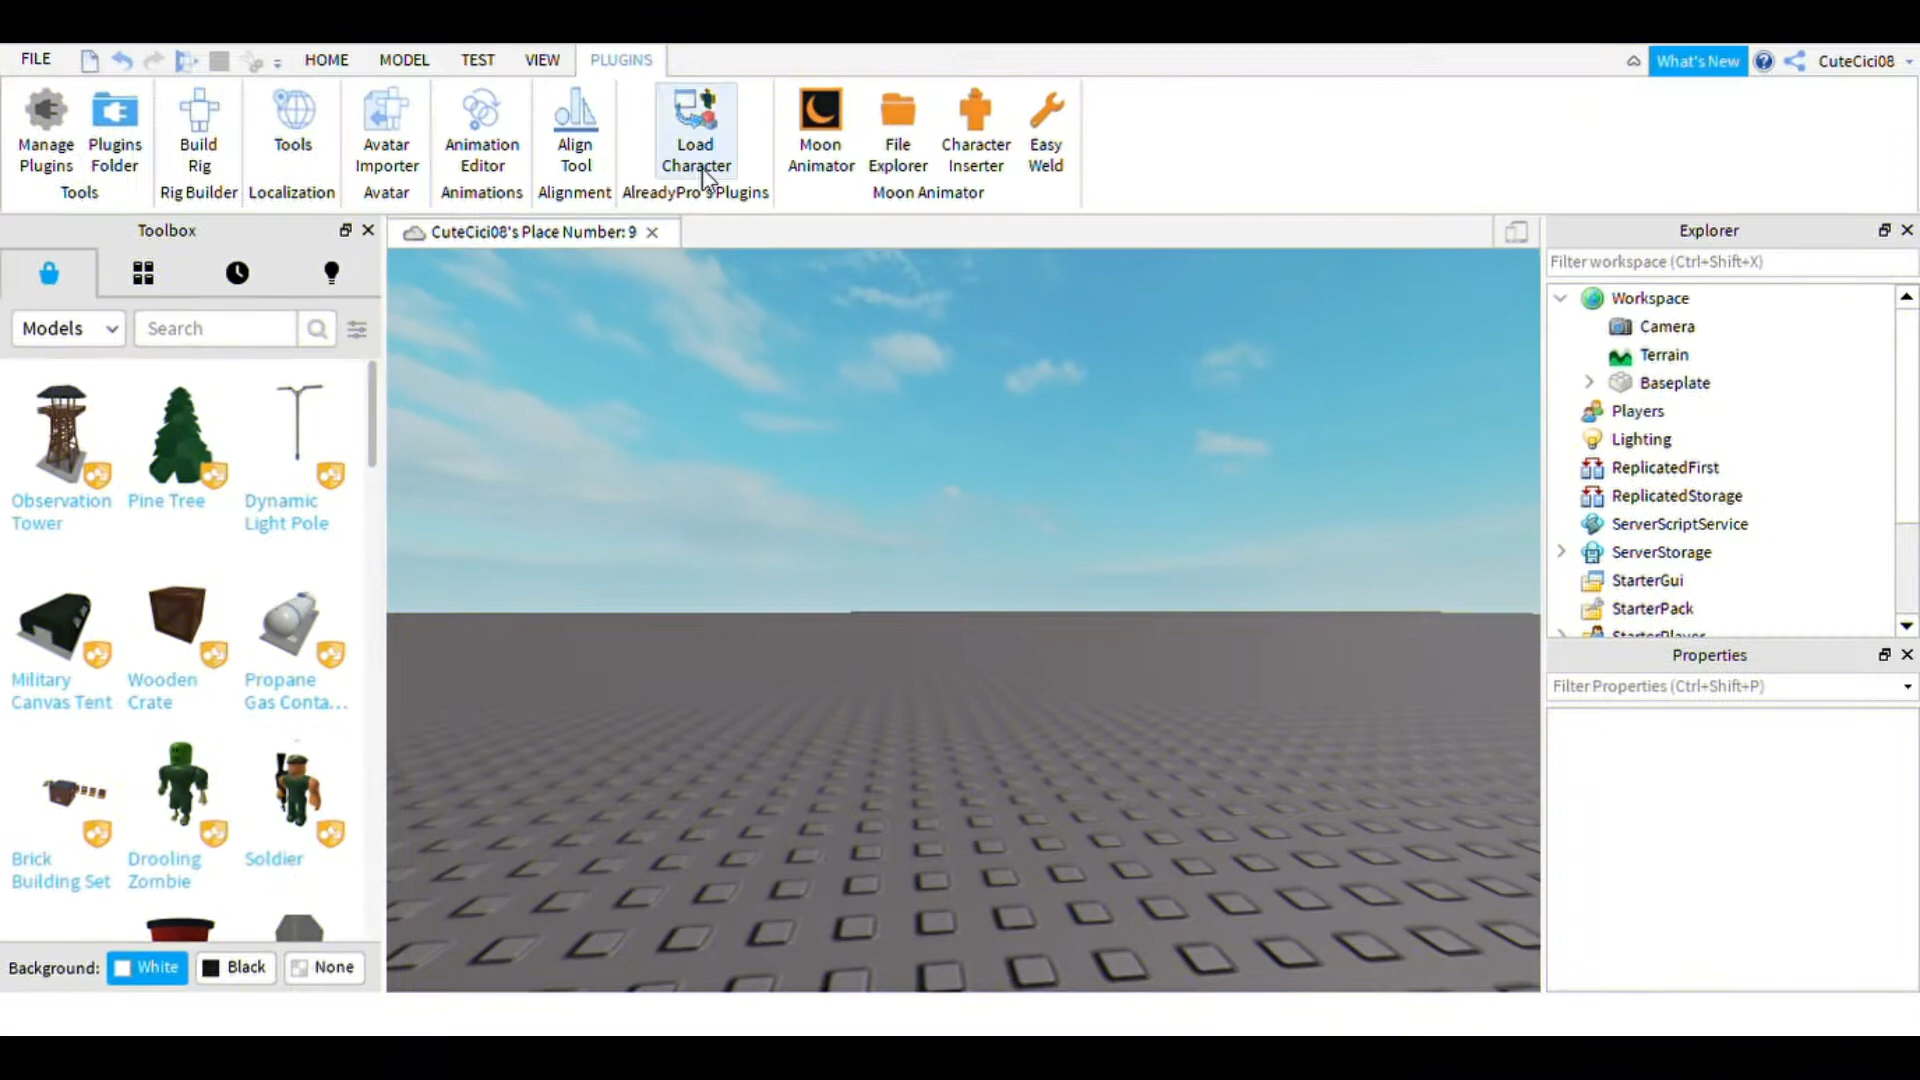 FILE HOME MODEL TEST VIEW PLUGINS What's New CuteCici08
Manage Plugins Build Tools Avatar Animation Align Load Moon File Character Easy
Plugins Folder Rig Importer Editor Tool Character Animator Explorer Inserter Weld
Tools Rig Builder Localization Avatar Animations Alignment AlreadyPro's Plugins Moon Animator
Toolbox
CuteCici08's Place Number: 9
Explorer
Models Search
Observation Pine Tree Dynamic
Tower Light Pole
Military Wooden Propane
Canvas Tent Crate Gas Conta...
Brick Drooling Soldier
Building Set Zombie
Background: White Black None
Filter workspace (Ctrl+Shift+X)
Workspace
Camera
Terrain
Baseplate
Players
Lighting
ReplicatedFirst
ReplicatedStorage
ServerScriptService
ServerStorage
StarterGui
StarterPack
StarterPlayer
Properties
Filter Properties (Ctrl+Shift+P)